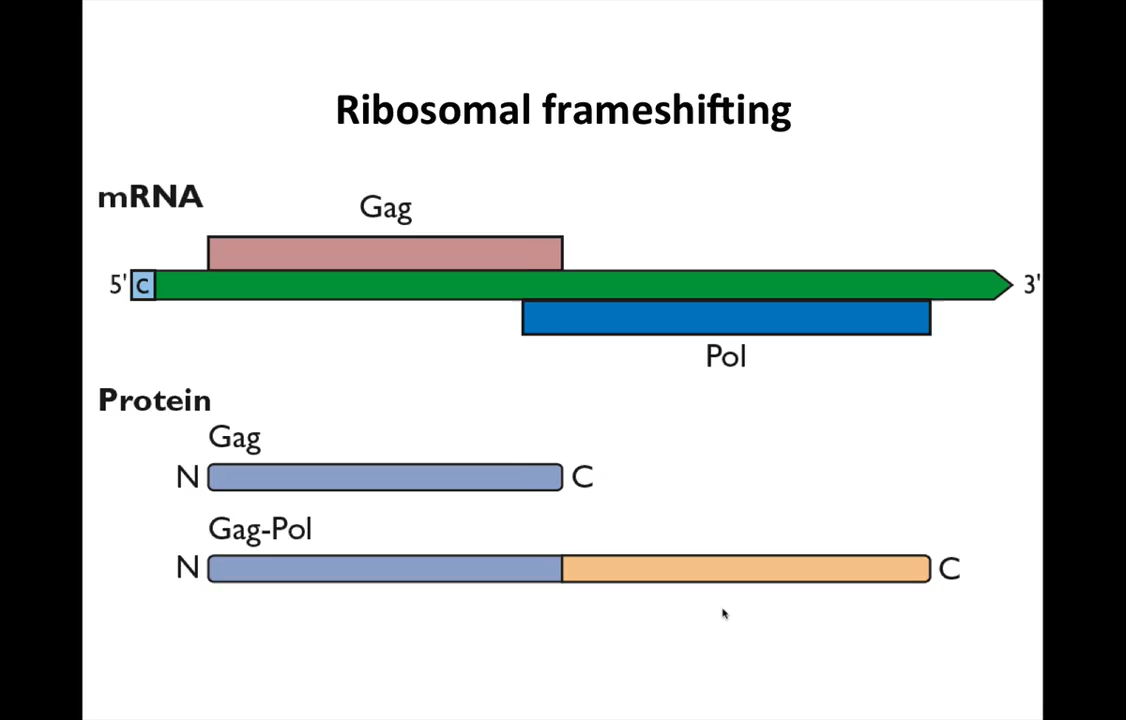 Ribosomal frameshifting
mRNA
Gag
5' C 3'
Pol
Protein
Gag
N C
Gag-Pol
N C